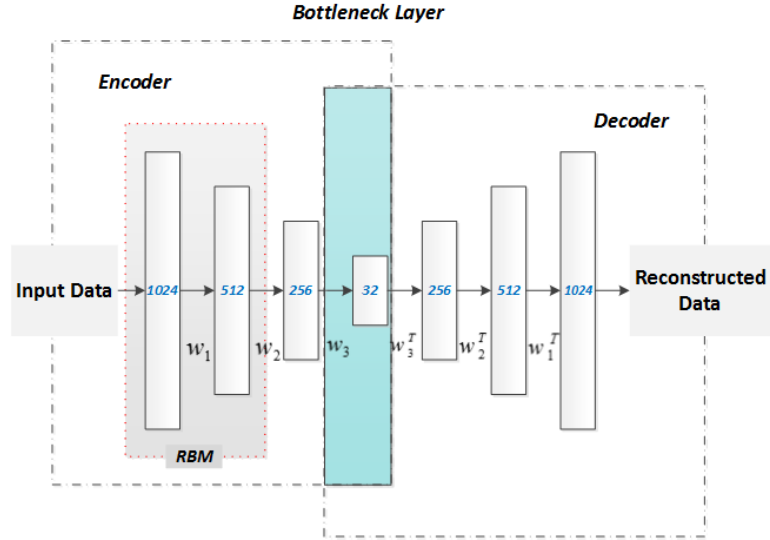 Bottleneck Layer
Encoder
Decoder
Input Data
1024
512
256
32
256
512
1024
Reconstructed
Data
w₁
w₂
w₃
w₃ᵀ
w₂ᵀ
w₁ᵀ
RBM